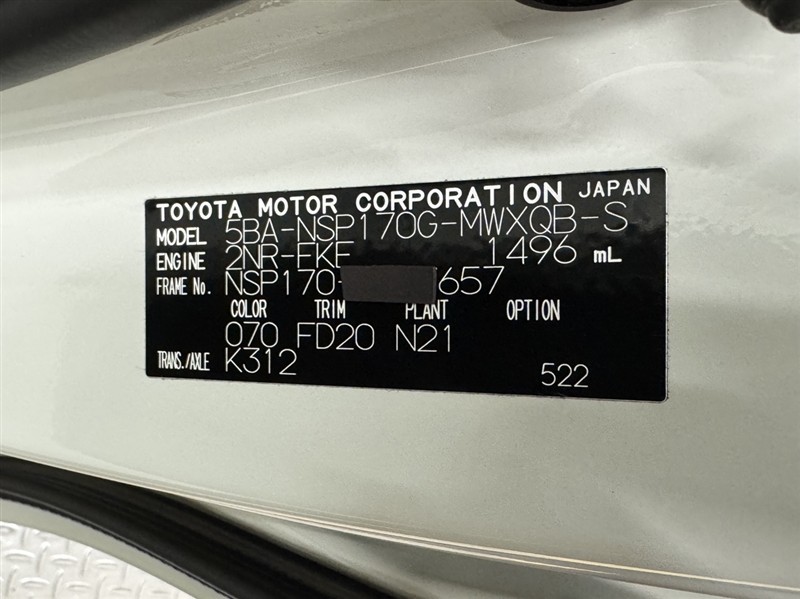 TOYOTA MOTOR CORPORATION JAPAN
MODEL 5BA-NSP170G-MWXQB-S
ENGINE 2NR-FKE 1496 mL
FRAME No. NSP170- 657
COLOR TRIM PLANT OPTION
070 FD20 N21
TRANS./AXLE K312
522